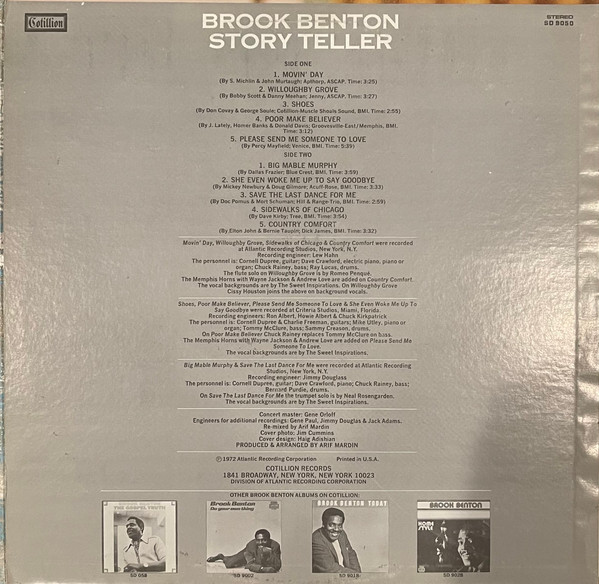 Cotillion
BROOK BENTON
STORY TELLER
STEREO
SD 9050
SIDE ONE
1. MOVIN' DAY
(By S. Michlin & John Murtaugh; Apthorp, ASCAP. Time: 3:25)
2. WILLOUGHBY GROVE
(By Bobby Scott & Danny Meehan; Jenny, ASCAP. Time: 3:27)
3. SHOES
(By Don Covay & George Soule; Cotillion-Muscle Shouls Sound, BMI. Time: 2:55)
4. POOR MAKE BELIEVER
(By J. Lately, Homer Banks & Donald Davis; Groovesville-East/Memphis, BMI.
Time: 3:12)
5. PLEASE SEND ME SOMEONE TO LOVE
(By Percy Mayfield; Venice, BMI. Time: 5:39)
SIDE TWO
1. BIG MABLE MURPHY
(By Dallas Frazier; Blue Crest, BMI. Time: 3:59)
2. SHE EVEN WOKE ME UP TO SAY GOODBYE
(By Mickey Newbury & Doug Gilmore; Acuff-Rose, BMI. Time: 3:33)
3. SAVE THE LAST DANCE FOR ME
(By Doc Pomus & Mort Schuman; Hill & Range-Trio, BMI. Time: 2:59)
4. SIDEWALKS OF CHICAGO
(By Dave Kirby; Tree, BMI. Time: 3:54)
5. COUNTRY COMFORT
(By Elton John & Bernie Taupin; Dick James, BMI. Time: 3:32)
Movin' Day, Willoughby Grove, Sidewalks of Chicago & Country Comfort were recorded
at Atlantic Recording Studios, New York, N.Y.
Recording engineer: Lew Hahn
The personnel is: Cornell Dupree, guitar; Dave Crawford, electric piano, piano or
organ; Chuck Rainey, bass; Ray Lucas, drums.
The flute solo on Willoughby Grove is by Romeo Penqué.
The Memphis Horns with Wayne Jackson & Andrew Love are added on Country Comfort.
The vocal backgrounds are by The Sweet Inspirations. On Willoughby Grove
Cissy Houston joins the above on background vocals.
Shoes, Poor Make Believer, Please Send Me Someone To Love & She Even Woke Me Up To
Say Goodbye were recorded at Criteria Studios, Miami, Florida.
Recording engineers: Ron Albert, Howie Albert & Chuck Kirkpatrick
The personnel is: Cornell Dupree & Charlie Freeman, guitars; Mike Utley, piano or
organ; Tommy McClure, bass; Sammy Creason, drums.
On Poor Make Believer Chuck Rainey replaces Tommy McClure on bass.
The Memphis Horns with Wayne Jackson & Andrew Love are added on Please Send Me
Someone To Love.
The vocal backgrounds are by The Sweet Inspirations.
Big Mable Murphy & Save The Last Dance For Me were recorded at Atlantic Recording
Studios, New York, N.Y.
Recording engineer: Jimmy Douglass
The personnel is: Cornell Dupree, guitar; Dave Crawford, piano; Chuck Rainey, bass;
Bernard Purdie, drums.
On Save The Last Dance For Me the trumpet solo is by Neal Rosengarden.
The vocal backgrounds are by The Sweet Inspirations.
Concert master: Gene Orloff
Engineers for additional recordings: Gene Paul, Jimmy Douglass & Jack Adams.
Re-mixed by Arif Mardin
Cover photo: Jim Cummins
Cover design: Haig Adishian
PRODUCED & ARRANGED BY ARIF MARDIN
Ⓟ 1972 Atlantic Recording Corporation Printed in U.S.A.
COTILLION RECORDS
1841 BROADWAY, NEW YORK, NEW YORK 10023
DIVISION OF ATLANTIC RECORDING CORPORATION
OTHER BROOK BENTON ALBUMS ON COTILLION:
BROOK BENTON
THE GOSPEL TRUTH
Brook Benton
Do your own thing
BROOK BENTON TODAY
BROOK BENTON
HOME
STYLE
SD 058
SD 9002
SD 9018
SD 9028